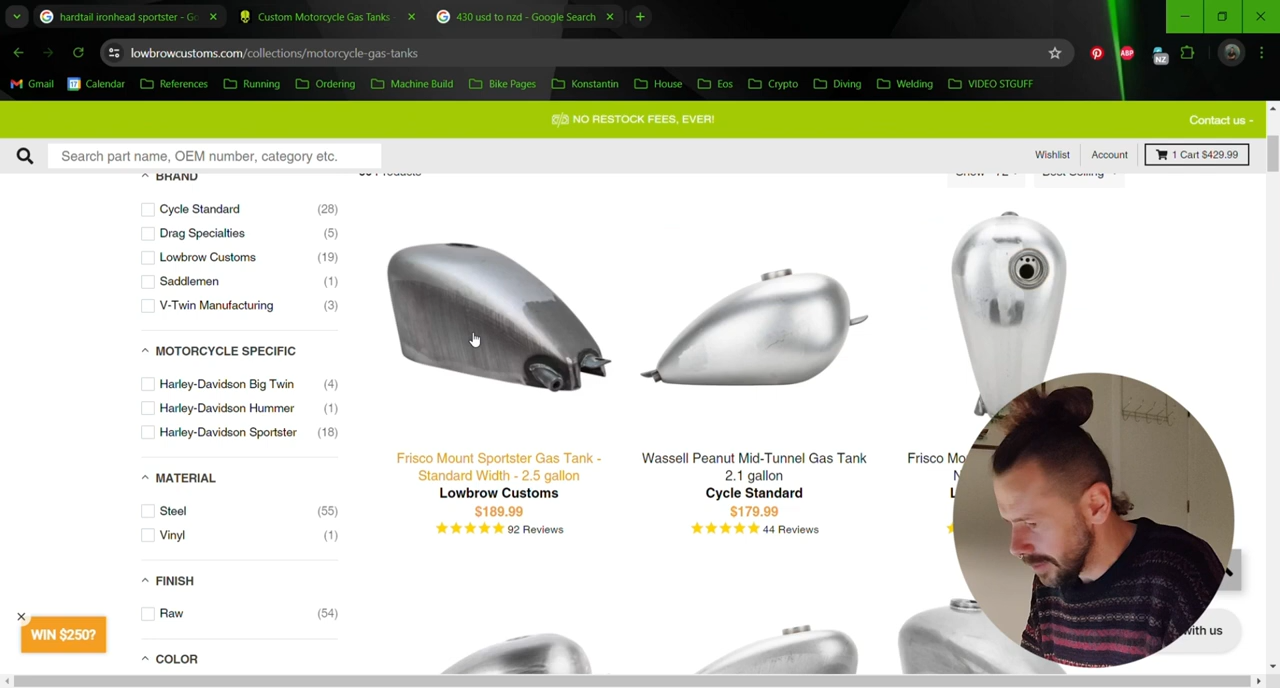 hardtail ironhead sportster - Go
Custom Motorcycle Gas Tanks
430 usd to nzd - Google Search
lowbrowcustoms.com/collections/motorcycle-gas-tanks
ABP
NZ
Gmail
Calendar
References
Running
Ordering
Machine Build
Bike Pages
Konstantin
House
Eos
Crypto
Diving
Welding
VIDEO STGUFF
NO RESTOCK FEES, EVER!
Contact us -
Search part name, OEM number, category etc.
Wishlist
Account
1 Cart $429.99
BRAND
Cycle Standard (28)
Drag Specialties (5)
Lowbrow Customs (19)
Saddlemen (1)
V-Twin Manufacturing (3)
MOTORCYCLE SPECIFIC
Harley-Davidson Big Twin (4)
Harley-Davidson Hummer (1)
Harley-Davidson Sportster (18)
MATERIAL
Steel (55)
Vinyl (1)
FINISH
Raw (54)
COLOR
Frisco Mount Sportster Gas Tank -
Standard Width - 2.5 gallon
Lowbrow Customs
$189.99
92 Reviews
Wassell Peanut Mid-Tunnel Gas Tank
2.1 gallon
Cycle Standard
$179.99
44 Reviews
Frisco Mo
WIN $250?
with us